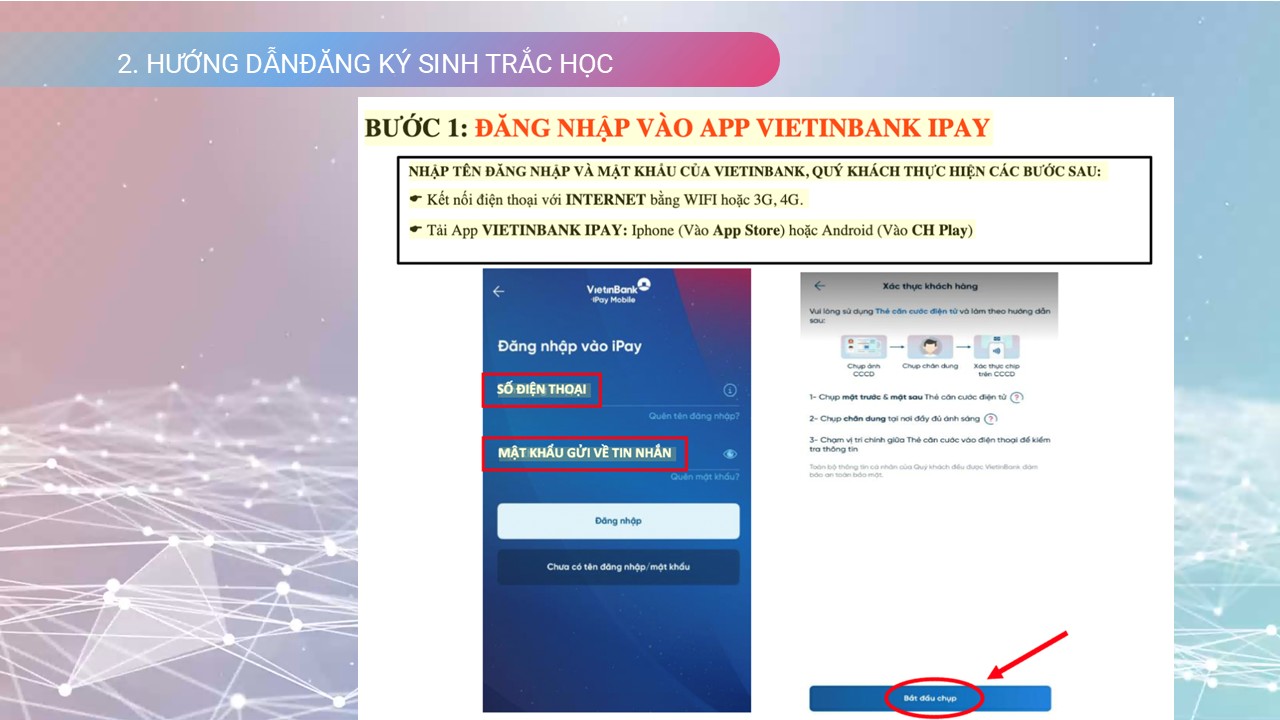 2. HƯỚNG DẪNĐĂNG KÝ SINH TRẮC HỌC
BƯỚC 1: ĐĂNG NHẬP VÀO APP VIETINBANK IPAY
NHẬP TÊN ĐĂNG NHẬP VÀ MẬT KHẨU CỦA VIETINBANK, QUÝ KHÁCH THỰC HIỆN CÁC BƯỚC SAU:
Kết nối điện thoại với INTERNET bằng WIFI hoặc 3G, 4G.
Tải App VIETINBANK IPAY: Iphone (Vào App Store) hoặc Android (Vào CH Play)
VietinBank
iPay Mobile
Đăng nhập vào iPay
SỐ ĐIỆN THOẠI
Quên tên đăng nhập?
MẬT KHẨU GỬI VỀ TIN NHẮN
Quên mật khẩu?
Đăng nhập
Chưa có tên đăng nhập/mật khẩu
Xác thực khách hàng
Vui lòng sử dụng Thẻ căn cước điện tử và làm theo hướng dẫn
sau:
Chụp ảnh
CCCD
Chụp chân dung
Xác thực chip
trên CCCD
1- Chụp mặt trước & mặt sau Thẻ căn cước điện tử ?
2- Chụp chân dung tại nơi đầy đủ ánh sáng ?
3- Chạm vị trí chính giữa Thẻ căn cước vào điện thoại để kiểm
tra thông tin
Toàn bộ thông tin cá nhân của Quý khách đều được VietinBank đảm
bảo an toàn bảo mật.
Bắt đầu chụp